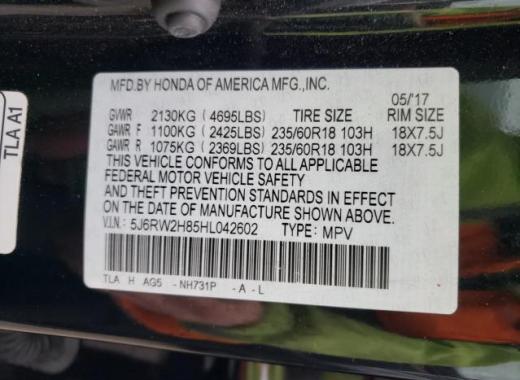 MFD.BY HONDA OF AMERICA MFG.,INC.
05/'17
GVWR 2130KG ( 4695LBS) TIRE SIZE RIM SIZE
GAWR F 1100KG ( 2425LBS) 235/60R18 103H 18X7.5J
GAWR R 1075KG ( 2369LBS) 235/60R18 103H 18X7.5J
THIS VEHICLE CONFORMS TO ALL APPLICABLE
FEDERAL MOTOR VEHICLE SAFETY
AND THEFT PREVENTION STANDARDS IN EFFECT
ON THE DATE OF MANUFACTURE SHOWN ABOVE.
V.I.N.: 5J6RW2H85HL042602 TYPE: MPV
TLA H AG5 - NH731P - A - L
TLA A1